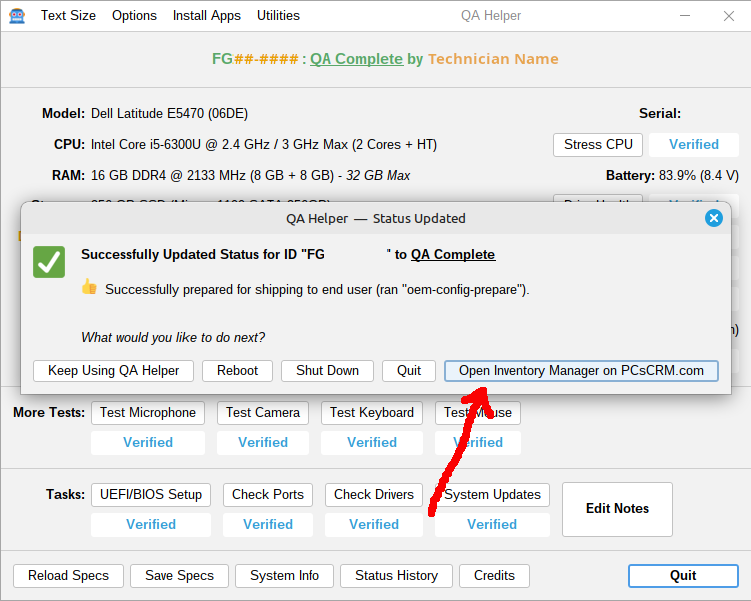 Text Size Options Install Apps Utilities QA Helper
FG##-#### : QA Complete by Technician Name
Model: Dell Latitude E5470 (06DE) Serial:
CPU: Intel Core i5-6300U @ 2.4 GHz / 3 GHz Max (2 Cores + HT) Stress CPU Verified
RAM: 16 GB DDR4 @ 2133 MHz (8 GB + 8 GB) - 32 GB Max Battery: 83.9% (8.4 V)
QA Helper — Status Updated
Successfully Updated Status for ID "FG " to QA Complete
Successfully prepared for shipping to end user (ran "oem-config-prepare").
What would you like to do next?
Keep Using QA Helper Reboot Shut Down Quit Open Inventory Manager on PCsCRM.com
More Tests: Test Microphone Test Camera Test Keyboard Test Mouse
Verified Verified Verified Verified
Tasks: UEFI/BIOS Setup Check Ports Check Drivers System Updates Edit Notes
Verified Verified Verified Verified
Reload Specs Save Specs System Info Status History Credits Quit